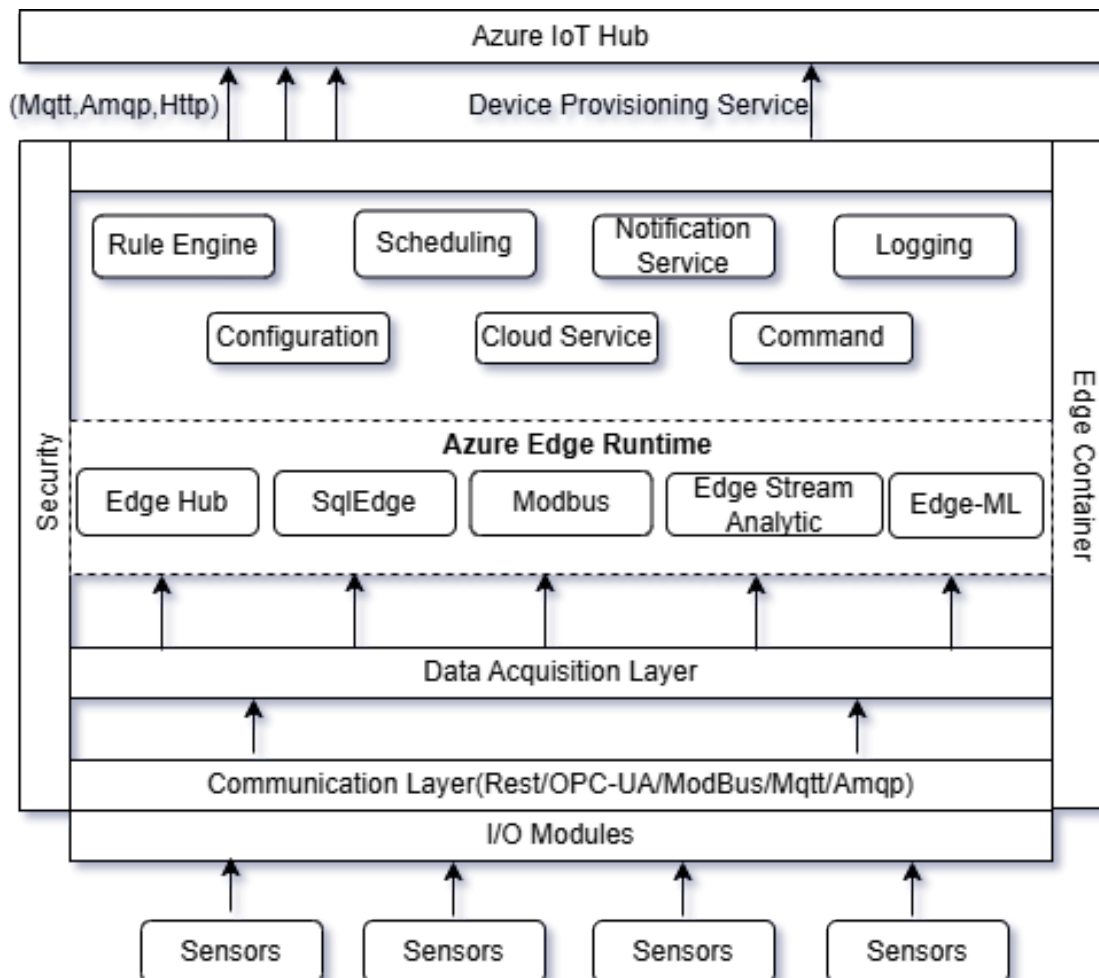 Azure IoT Hub
(Mqtt,Amqp,Http)
Device Provisioning Service
Rule Engine
Scheduling
Notification
Service
Logging
Configuration
Cloud Service
Command
Security
Edge Container
Azure Edge Runtime
Edge Hub
SqlEdge
Modbus
Edge Stream
Analytic
Edge-ML
Data Acquisition Layer
Communication Layer(Rest/OPC-UA/ModBus/Mqtt/Amqp)
I/O Modules
Sensors
Sensors
Sensors
Sensors